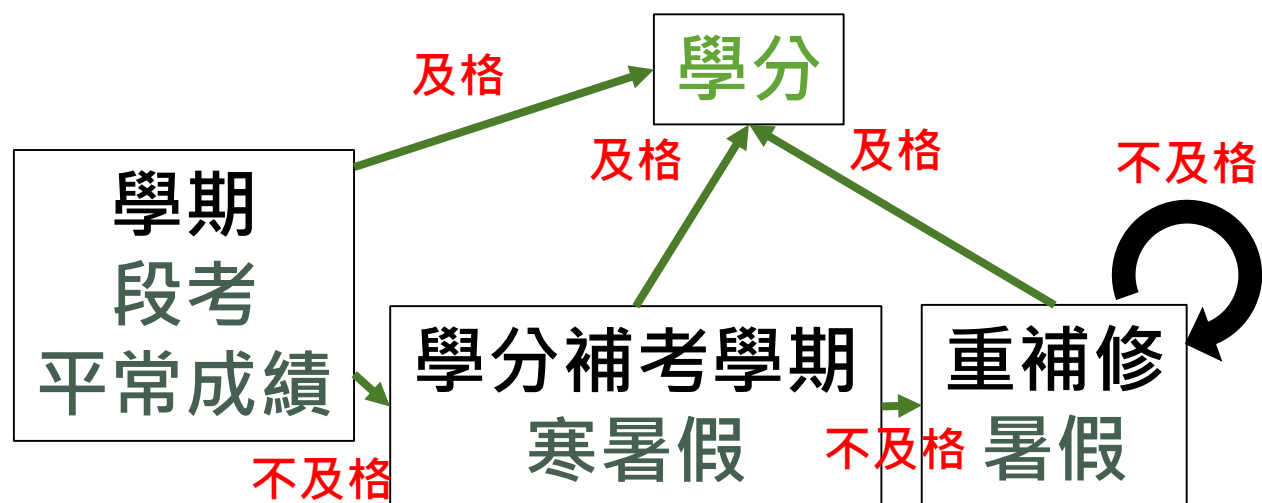 學分
及格
及格
及格
不及格
學期
段考
平常成績
不及格
學分補考學期
寒暑假
不及格
重補修
暑假